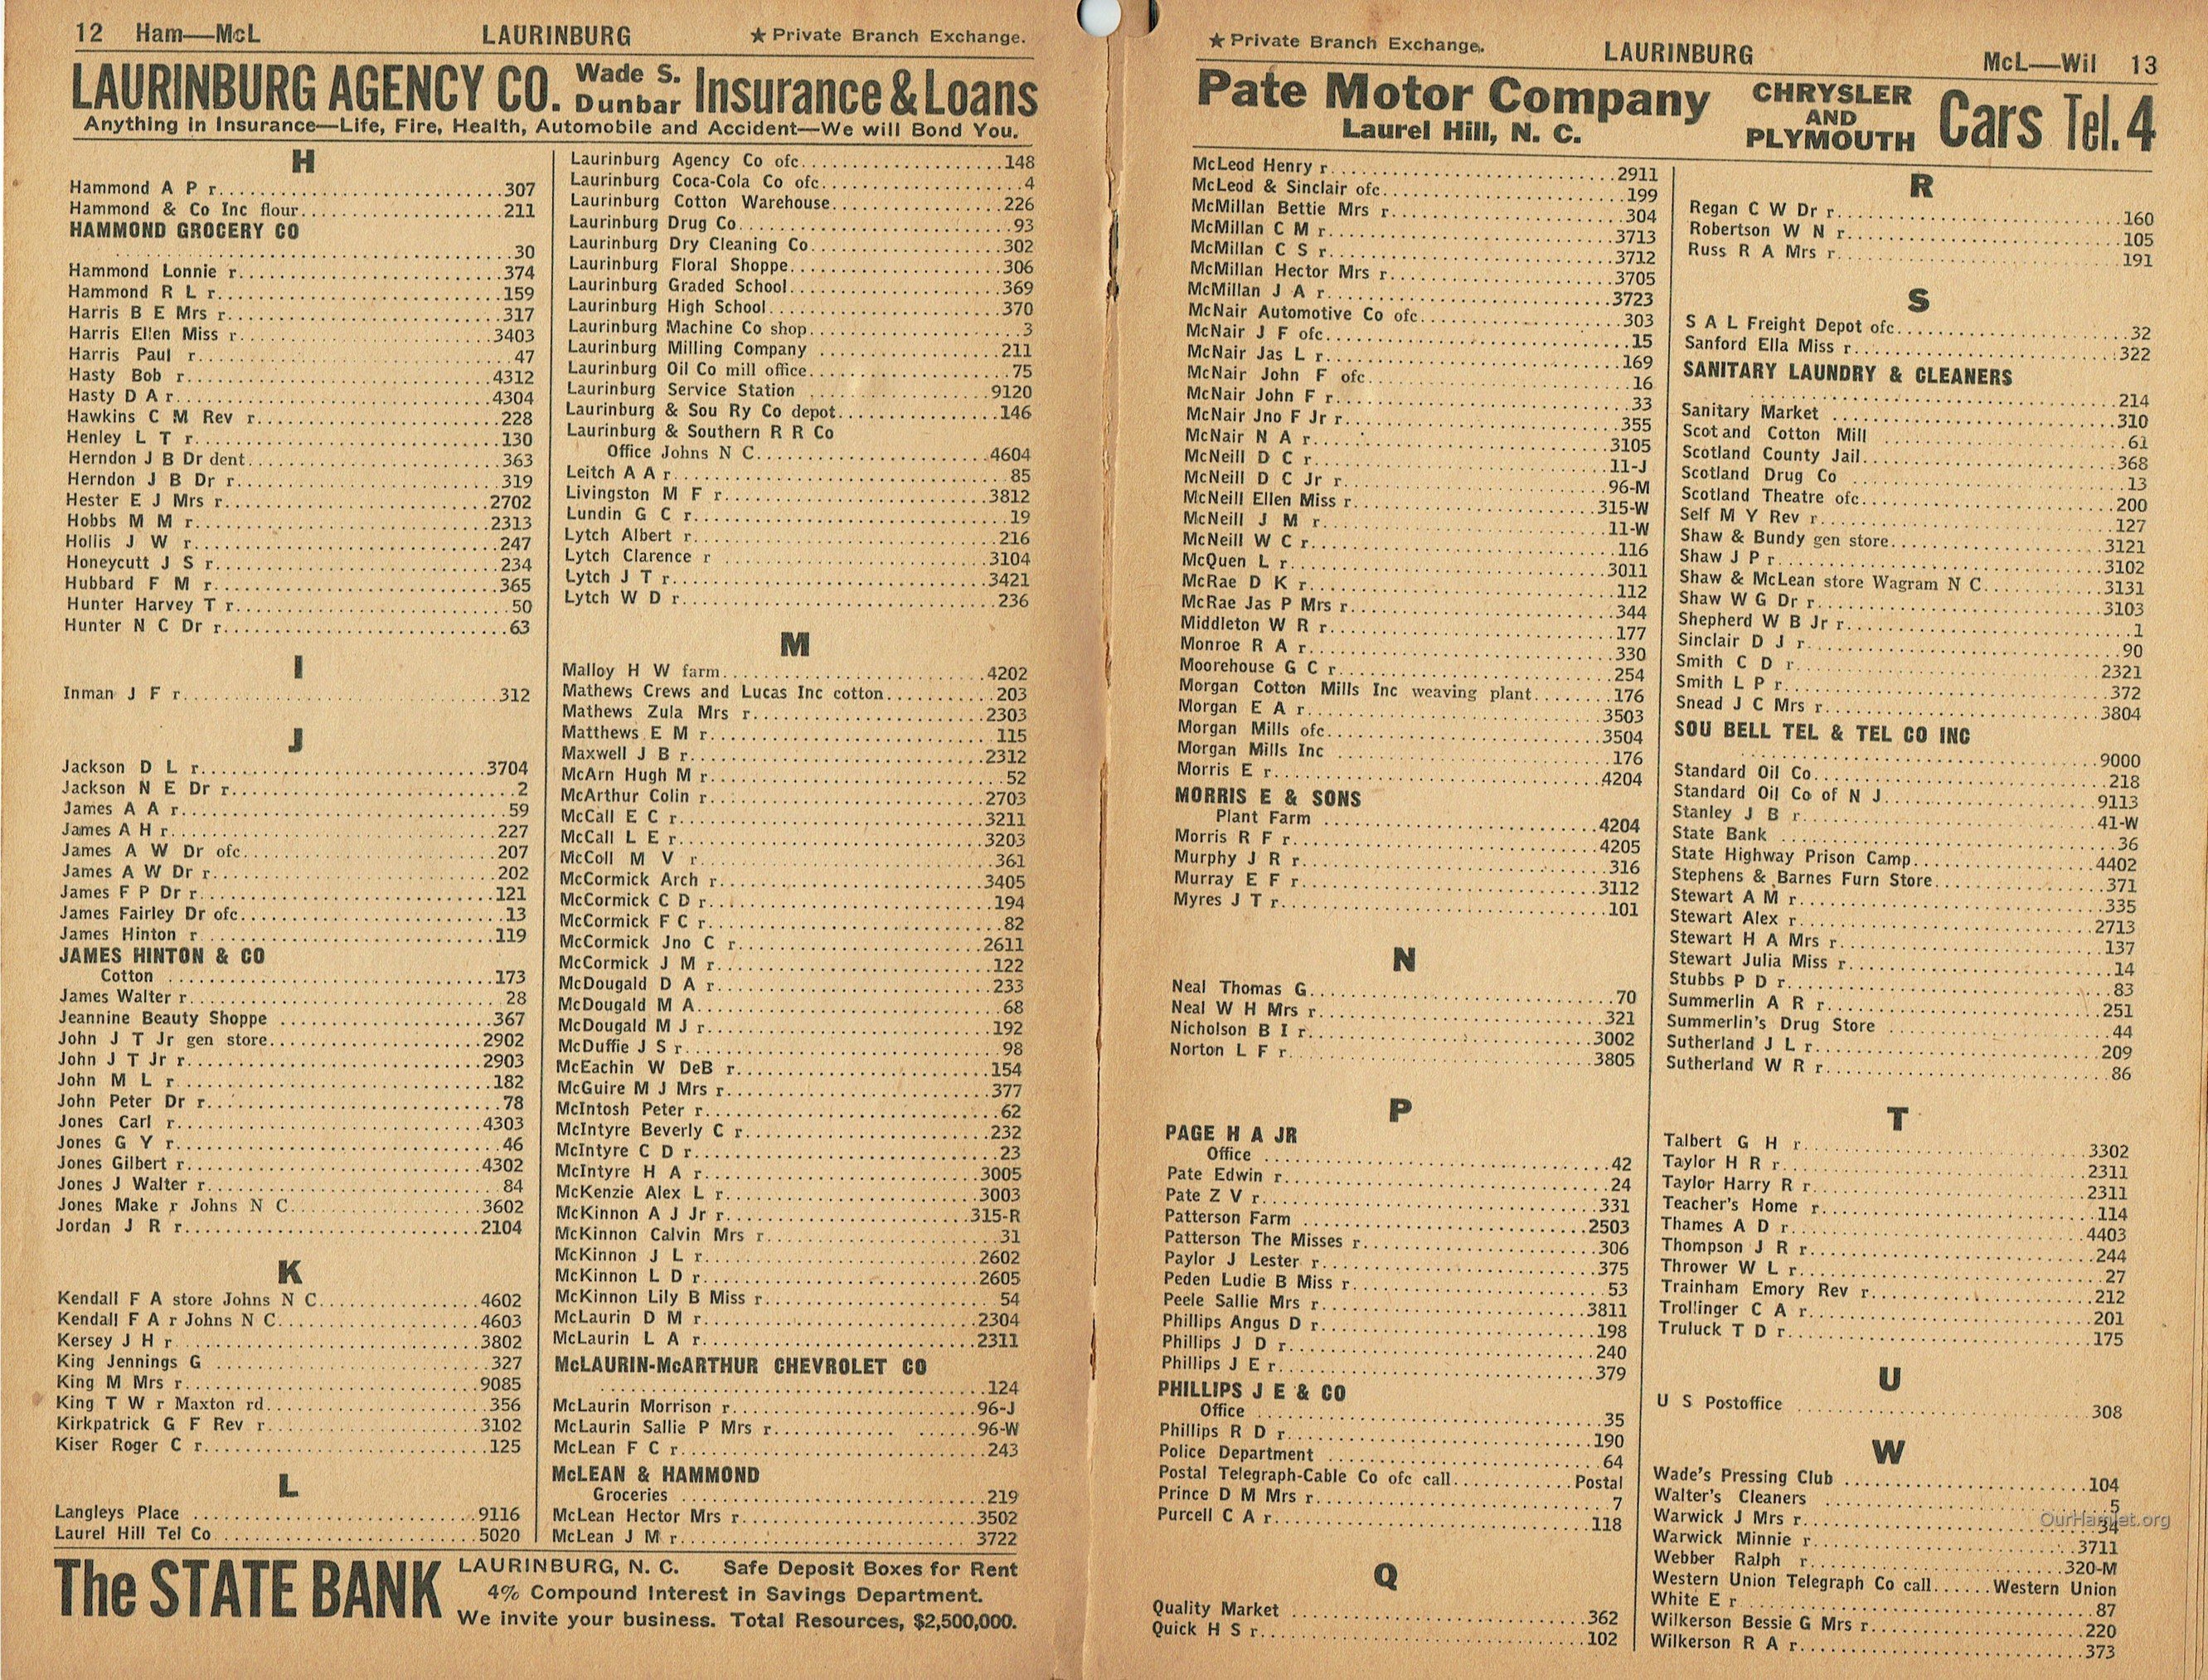 12 Ham—McL LAURINBURG ★ Private Branch Exchange.
LAURINBURG AGENCY CO. Wade S. Dunbar Insurance & Loans
Anything in Insurance—Life, Fire, Health, Automobile and Accident—We will Bond You.
H
Hammond A P r 307
Hammond & Co Inc flour 211
HAMMOND GROCERY CO
30
Hammond Lonnie r 374
Hammond R L r 159
Harris B E Mrs r 317
Harris Ellen Miss r 3403
Harris Paul r 47
Hasty Bob r 4312
Hasty D A r 4304
Hawkins C M Rev r 228
Henley L T r 130
Herndon J B Dr dent 363
Herndon J B Dr r 319
Hester E J Mrs r 2702
Hobbs M M r 2313
Hollis J W r 247
Honeycutt J S r 234
Hubbard F M r 365
Hunter Harvey T r 50
Hunter N C Dr r 63
I
Inman J F r 312
J
Jackson D L r 3704
Jackson N E Dr r 2
James A A r 59
James A H r 227
James A W Dr ofc 207
James A W Dr r 202
James F P Dr r 121
James Fairley Dr ofc 13
James Hinton r 119
JAMES HINTON & CO
Cotton 173
James Walter r 28
Jeannine Beauty Shoppe 367
John J T Jr gen store 2902
John J T Jr r 2903
John M L r 182
John Peter Dr r 78
Jones Carl r 4303
Jones G Y r 46
Jones Gilbert r 4302
Jones J Walter r 84
Jones Make r Johns N C 3602
Jordan J R r 2104
K
Kendall F A store Johns N C 4602
Kendall F A r Johns N C 4603
Kersey J H r 3802
King Jennings G 327
King M Mrs r 9085
King T W r Maxton rd 356
Kirkpatrick G F Rev r 3102
Kiser Roger C r 125
L
Langleys Place 9116
Laurel Hill Tel Co 5020
Laurinburg Agency Co ofc 148
Laurinburg Coca-Cola Co ofc 4
Laurinburg Cotton Warehouse 226
Laurinburg Drug Co 93
Laurinburg Dry Cleaning Co 302
Laurinburg Floral Shoppe 306
Laurinburg Graded School 369
Laurinburg High School 370
Laurinburg Machine Co shop 3
Laurinburg Milling Company 211
Laurinburg Oil Co mill office 75
Laurinburg Service Station 9120
Laurinburg & Sou Ry Co depot 146
Laurinburg & Southern R R Co
Office Johns N C 4604
Leitch A A r 85
Livingston M F r 3812
Lundin G C r 19
Lytch Albert r 216
Lytch Clarence r 3104
Lytch J T r 3421
Lytch W D r 236
M
Malloy H W farm 4202
Mathews Crews and Lucas Inc cotton 203
Mathews Zula Mrs r 2303
Matthews E M r 115
Maxwell J B r 2312
McArn Hugh M r 52
McArthur Colin r 2703
McCall E C r 3211
McCall L E r 3203
McColl M V r 361
McCormick Arch r 3405
McCormick C D r 194
McCormick F C r 82
McCormick Jno C r 2611
McCormick J M r 122
McDougald D A r 233
McDougald M A 68
McDougald M J r 192
McDuffie J S r 98
McEachin W DeB r 154
McGuire M J Mrs r 377
McIntosh Peter r 62
McIntyre Beverly C r 232
McIntyre C D r 23
McIntyre H A r 3005
McKenzie Alex L r 3003
McKinnon A J Jr r 315-R
McKinnon Calvin Mrs r 31
McKinnon J L r 2602
McKinnon L D r 2605
McKinnon Lily B Miss r 54
McLaurin D M r 2304
McLaurin L A r 2311
McLAURIN-McARTHUR CHEVROLET CO
124
McLaurin Morrison r 96-J
McLaurin Sallie P Mrs r 96-W
McLean F C r 243
McLEAN & HAMMOND
Groceries 219
McLean Hector Mrs r 3502
McLean J M r 3722
The STATE BANK LAURINBURG, N. C. Safe Deposit Boxes for Rent
4% Compound Interest in Savings Department.
We invite your business. Total Resources, $2,500,000.
★ Private Branch Exchange. LAURINBURG McL—Wil 13
Pate Motor Company CHRYSLER AND PLYMOUTH Cars Tel. 4
Laurel Hill, N. C.
McLeod Henry r 2911
McLeod & Sinclair ofc 199
McMillan Bettie Mrs r 304
McMillan C M r 3713
McMillan C S r 3712
McMillan Hector Mrs r 3705
McMillan J A r 3723
McNair Automotive Co ofc 303
McNair J F ofc 15
McNair Jas L r 169
McNair John F ofc 16
McNair John F r 33
McNair Jno F Jr r 355
McNair N A r 3105
McNeill D C r 11-J
McNeill D C Jr r 96-M
McNeill Ellen Miss r 315-W
McNeill J M r 11-W
McNeill W C r 116
McQuen L r 3011
McRae D K r 112
McRae Jas P Mrs r 344
Middleton W R r 177
Monroe R A r 330
Moorehouse G C r 254
Morgan Cotton Mills Inc weaving plant 176
Morgan E A r 3503
Morgan Mills ofc 3504
Morgan Mills Inc 176
Morris E r 4204
MORRIS E & SONS
Plant Farm 4204
Morris R F r 4205
Murphy J R r 316
Murray E F r 3112
Myres J T r 101
N
Neal Thomas G 70
Neal W H Mrs r 321
Nicholson B I r 3002
Norton L F r 3805
P
PAGE H A JR
Office 42
Pate Edwin r 24
Pate Z V r 331
Patterson Farm 2503
Patterson The Misses r 306
Paylor J Lester r 375
Peden Ludie B Miss r 53
Peele Sallie Mrs r 3811
Phillips Angus D r 198
Phillips J D r 240
Phillips J E r 379
PHILLIPS J E & CO
Office 35
Phillips R D r 190
Police Department 64
Postal Telegraph-Cable Co ofc call Postal
Prince D M Mrs r 7
Purcell C A r 118
Q
Quality Market 362
Quick H S r 102
R
Regan C W Dr r 160
Robertson W N r 105
Russ R A Mrs r 191
S
S A L Freight Depot ofc 32
Sanford Ella Miss r 322
SANITARY LAUNDRY & CLEANERS
214
Sanitary Market 310
Scotand Cotton Mill 61
Scotland County Jail 368
Scotland Drug Co 13
Scotland Theatre ofc 200
Self M Y Rev r 127
Shaw & Bundy gen store 3121
Shaw J P r 3102
Shaw & McLean store Wagram N C 3131
Shaw W G Dr r 3103
Shepherd W B Jr r 1
Sinclair D J r 90
Smith C D r 2321
Smith L P r 372
Snead J C Mrs r 3804
SOU BELL TEL & TEL CO INC
9000
Standard Oil Co 218
Standard Oil Co of N J 9113
Stanley J B r 41-W
State Bank 36
State Highway Prison Camp 4402
Stephens & Barnes Furn Store 371
Stewart A M r 335
Stewart Alex r 2713
Stewart H A Mrs r 137
Stewart Julia Miss r 14
Stubbs P D r 83
Summerlin A R r 251
Summerlin's Drug Store 44
Sutherland J L r 209
Sutherland W R r 86
T
Talbert G H r 3302
Taylor H R r 2311
Taylor Harry R r 2311
Teacher's Home r 114
Thames A D r 4403
Thompson J R r 244
Thrower W L r 27
Trainham Emory Rev r 212
Trollinger C A r 201
Truluck T D r 175
U
U S Postoffice 308
W
Wade's Pressing Club 104
Walter's Cleaners 5
Warwick J Mrs r 34
OurHamlet.org
Warwick Minnie r 3711
Webber Ralph r 320-M
Western Union Telegraph Co call Western Union
White E r 87
Wilkerson Bessie G Mrs r 220
Wilkerson R A r 373